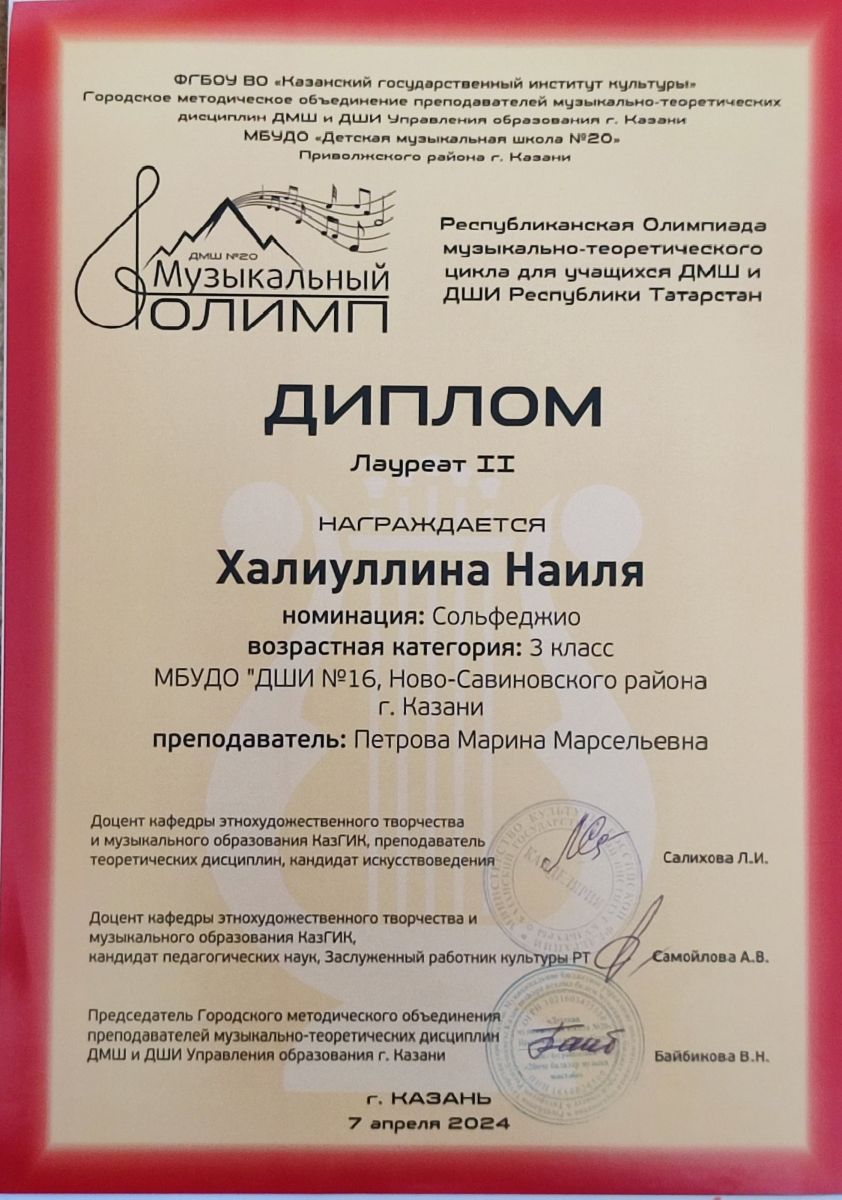 ФГБОУ ВО «Казанский государственный институт культуры»
Городское методическое объединение преподавателей музыкально-теоретических
дисциплин ДМШ и ДШИ Управления образования г. Казани
МБУДО «Детская музыкальная школа №20»
Приволжского района г. Казани
ДМШ №20
Музыкальный
ОЛИМП
Республиканская Олимпиада
музыкально-теоретического
цикла для учащихся ДМШ и
ДШИ Республики Татарстан
ДИПЛОМ
Лауреат II
НАГРАЖДАЕТСЯ
Халиуллина Наиля
номинация: Сольфеджио
возрастная категория: 3 класс
МБУДО "ДШИ №16, Ново-Савиновского района
г. Казани
преподаватель: Петрова Марина Марсельевна
Доцент кафедры этнохудожественного творчества
и музыкального образования КазГИК, преподаватель
теоретических дисциплин, кандидат искусствоведения
Салихова Л.И.
Доцент кафедры этнохудожественного творчества и
музыкального образования КазГИК,
кандидат педагогических наук, Заслуженный работник культуры РТ
Самойлова А.В.
Председатель Городского методического объединения
преподавателей музыкально-теоретических дисциплин
ДМШ и ДШИ Управления образования г. Казани
Байбикова В.Н.
г. КАЗАНЬ
7 апреля 2024